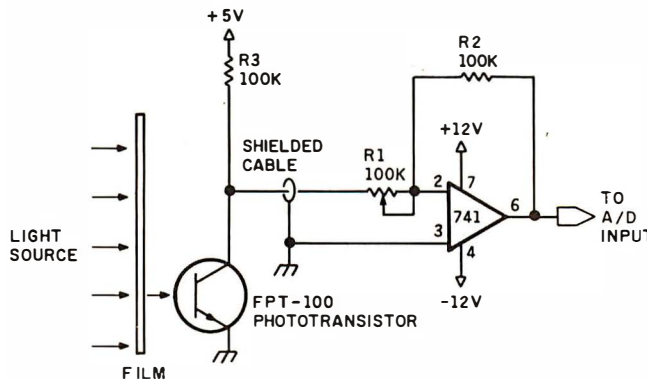 +5V
R3
100K
R2
100K
SHIELDED
CABLE
R1
100K
+12V
2
7
741
6
3
4
-12V
TO
A/D
INPUT
LIGHT
SOURCE
FPT-100
PHOTOTRANSISTOR
FILM